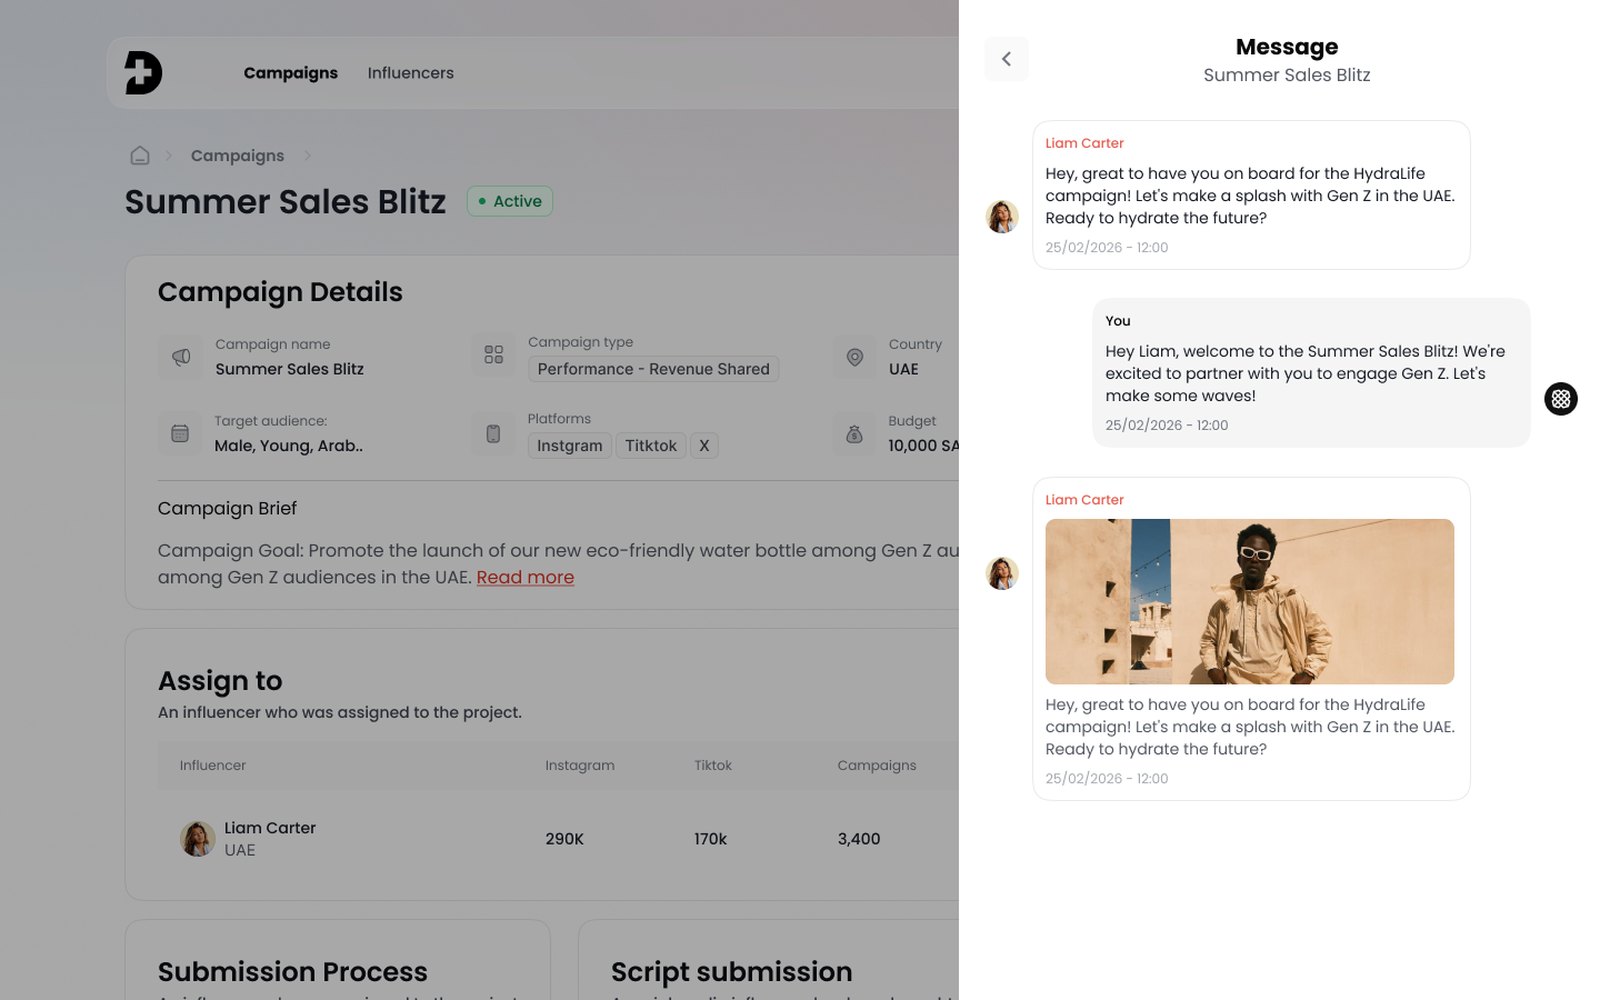 Campaigns
Influencers
Campaigns
Summer Sales Blitz
Active
Campaign Details
Campaign name
Summer Sales Blitz
Campaign type
Performance - Revenue Shared
Country
UAE
Target audience:
Male, Young, Arab..
Platforms
Instgram
Titktok
X
Budget
10,000 SA
Campaign Brief
Campaign Goal: Promote the launch of our new eco-friendly water bottle among Gen Z au
among Gen Z audiences in the UAE. Read more
Assign to
An influencer who was assigned to the project.
Influencer
Instagram
Tiktok
Campaigns
Liam Carter
UAE
290K
170k
3,400
Submission Process
Script submission
Message
Summer Sales Blitz
Liam Carter
Hey, great to have you on board for the HydraLife
campaign! Let's make a splash with Gen Z in the UAE.
Ready to hydrate the future?
25/02/2026 - 12:00
You
Hey Liam, welcome to the Summer Sales Blitz! We're
excited to partner with you to engage Gen Z. Let's
make some waves!
25/02/2026 - 12:00
Liam Carter
Hey, great to have you on board for the HydraLife
campaign! Let's make a splash with Gen Z in the UAE.
Ready to hydrate the future?
25/02/2026 - 12:00